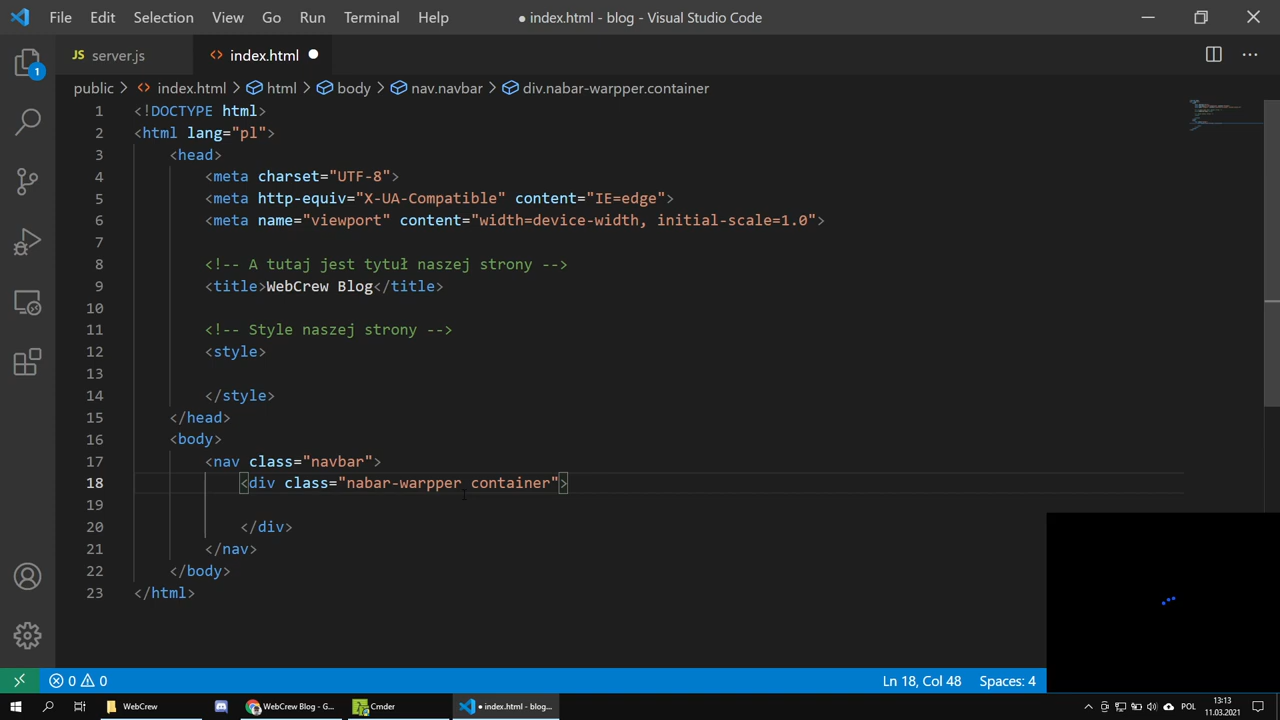 File Edit Selection View Go Run Terminal Help ● index.html - blog - Visual Studio Code
JS server.js <> index.html ●
public > <> index.html > html > body > nav.navbar > div.nabar-warpper.container
1 <!DOCTYPE html>
2 <html lang="pl">
3 <head>
4 <meta charset="UTF-8">
5 <meta http-equiv="X-UA-Compatible" content="IE=edge">
6 <meta name="viewport" content="width=device-width, initial-scale=1.0">
7
8 <!-- A tutaj jest tytuł naszej strony -->
9 <title>WebCrew Blog</title>
10
11 <!-- Style naszej strony -->
12 <style>
13
14 </style>
15 </head>
16 <body>
17 <nav class="navbar">
18 <div class="nabar-warpper container">
19
20 </div>
21 </nav>
22 </body>
23 </html>
1
0 0 Ln 18, Col 48 Spaces: 4
WebCrew WebCrew Blog - G... Cmder ● index.html - blog... POL 13:13
11.03.2021